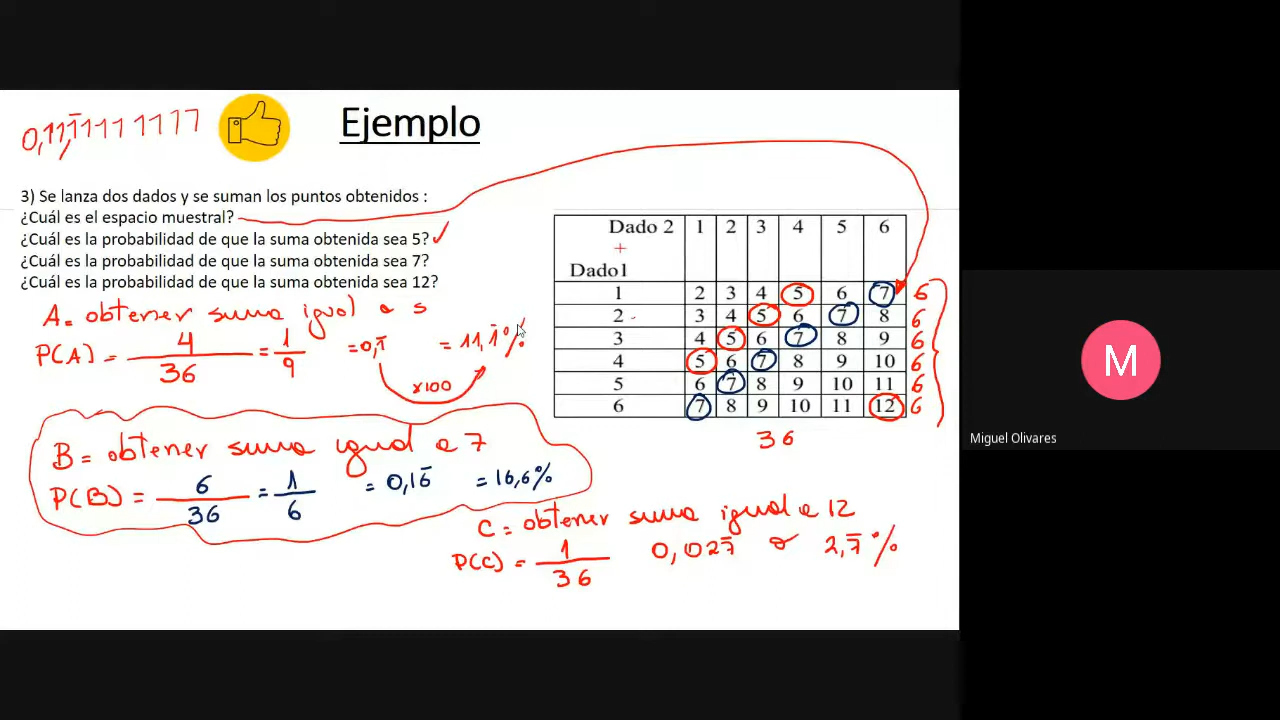 0,11111111111
Ejemplo
3) Se lanza dos dados y se suman los puntos obtenidos :
¿Cuál es el espacio muestral?
¿Cuál es la probabilidad de que la suma obtenida sea 5?
¿Cuál es la probabilidad de que la suma obtenida sea 7?
¿Cuál es la probabilidad de que la suma obtenida sea 12?
A= obtener suma igual a 5
P(A) = 4/36 = 1/9 =0,1̄ = 11,1̄%
x100
B= obtener suma igual a 7
P(B) = 6/36 = 1/6 = 0,16̄ = 16,6%
Dado 2 1 2 3 4 5 6
+
Dado1
1 2 3 4 5 6 7 6
2 3 4 5 6 7 8 6
3 4 5 6 7 8 9 6
4 5 6 7 8 9 10 6
5 6 7 8 9 10 11 6
6 7 8 9 10 11 12 6
36
C= obtener suma igual a 12
P(C) = 1/36 0,027̄ o 2,7̄%
M
Miguel Olivares